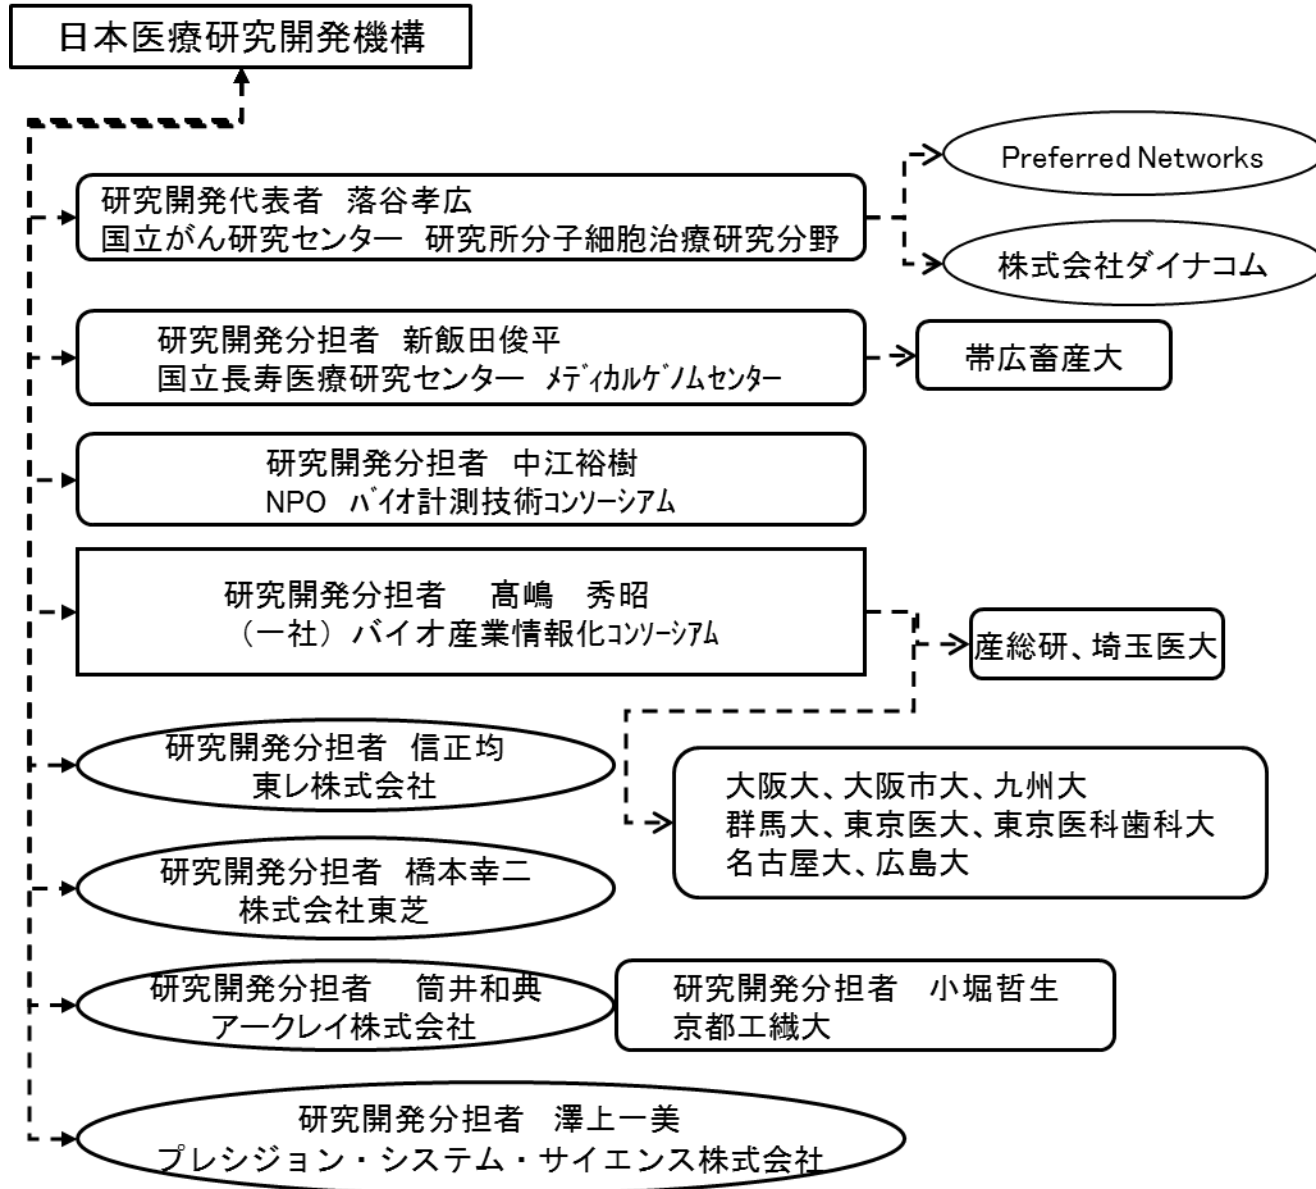 日本医療研究開発機構
Preferred Networks
研究開発代表者　落谷孝広
国立がん研究センター　研究所分子細胞治療研究分野
株式会社ダイナコム
研究開発分担者　新飯田俊平
国立長寿医療研究センター　ﾒﾃﾞｨｶﾙｹﾞﾉﾑｾﾝﾀｰ
帯広畜産大
研究開発分担者　中江裕樹
NPO　ﾊﾞｲｵ計測技術ｺﾝｿｰｼｱﾑ
研究開発分担者　髙嶋　秀昭
（一社）バイオ産業情報化ｺﾝｿｰｼｱﾑ
産総研、埼玉医大
研究開発分担者　信正均
東レ株式会社
大阪大、大阪市大、九州大
群馬大、東京医大、東京医科歯科大
名古屋大、広島大
研究開発分担者　橋本幸二
株式会社東芝
研究開発分担者　筒井和典
アークレイ株式会社
研究開発分担者　小堀哲生
京都工繊大
研究開発分担者　澤上一美
プレシジョン・システム・サイエンス株式会社